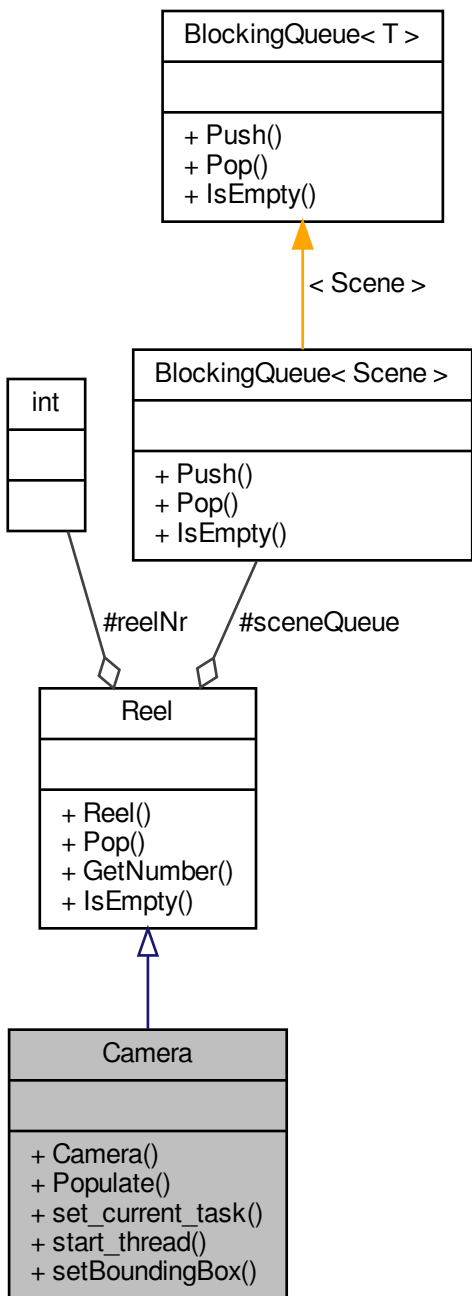 BlockingQueue< T >
+ Push()
+ Pop()
+ IsEmpty()
< Scene >
BlockingQueue< Scene >
+ Push()
+ Pop()
+ IsEmpty()
int
#reelNr
#sceneQueue
Reel
+ Reel()
+ Pop()
+ GetNumber()
+ IsEmpty()
Camera
+ Camera()
+ Populate()
+ set_current_task()
+ start_thread()
+ setBoundingBox()